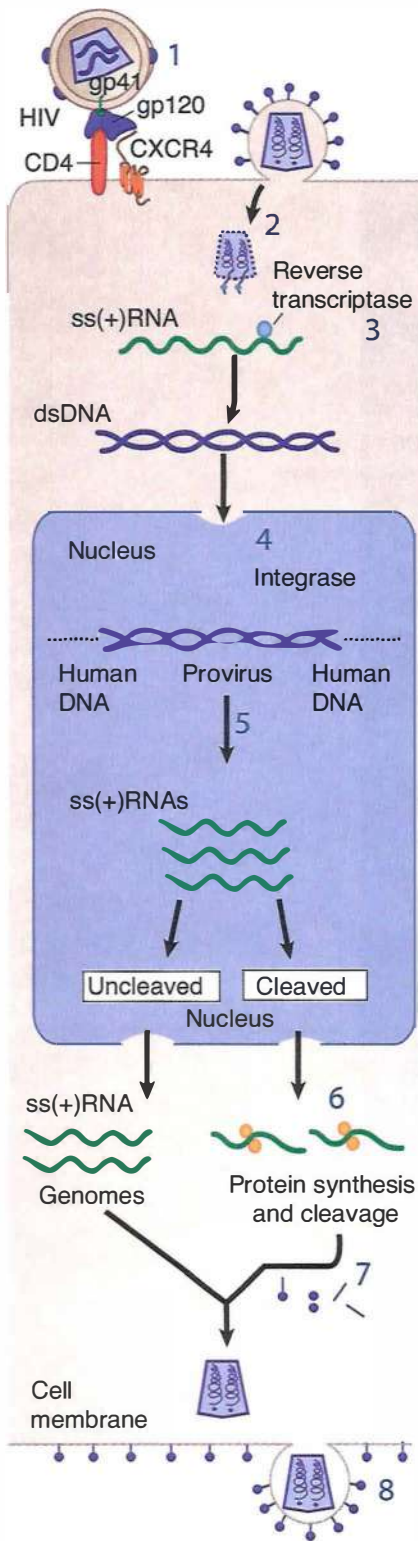 1
gp41
HIV
gp120
CXCR4
CD4
2
Reverse
transcriptase
3
ss(+)RNA
dsDNA
4
Nucleus
Integrase
Human
DNA
Provirus
Human
DNA
5
ss(+)RNAs
Uncleaved
Cleaved
Nucleus
ss(+)RNA
6
Genomes
Protein synthesis
and cleavage
7
Cell
membrane
8